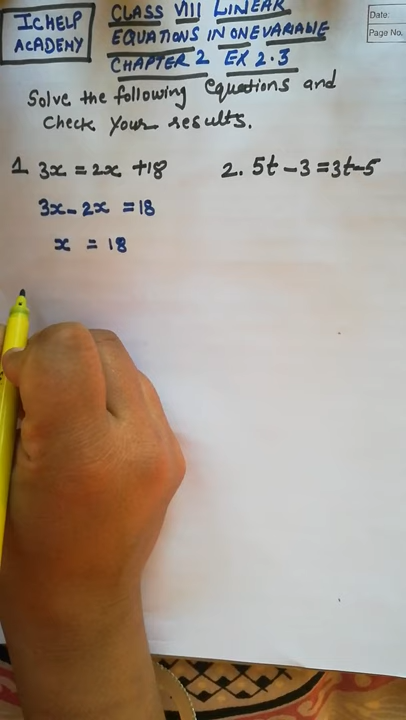 ICHELP
ACADEMY
CLASS VIII LINEAR
EQUATIONS IN ONE VARIABLE
CHAPTER 2 EX 2.3
Date:
Page No.
Solve the following equations and
check your results.
1. 3x = 2x + 18
3x - 2x = 18
x = 18
2. 5t - 3 = 3t - 5